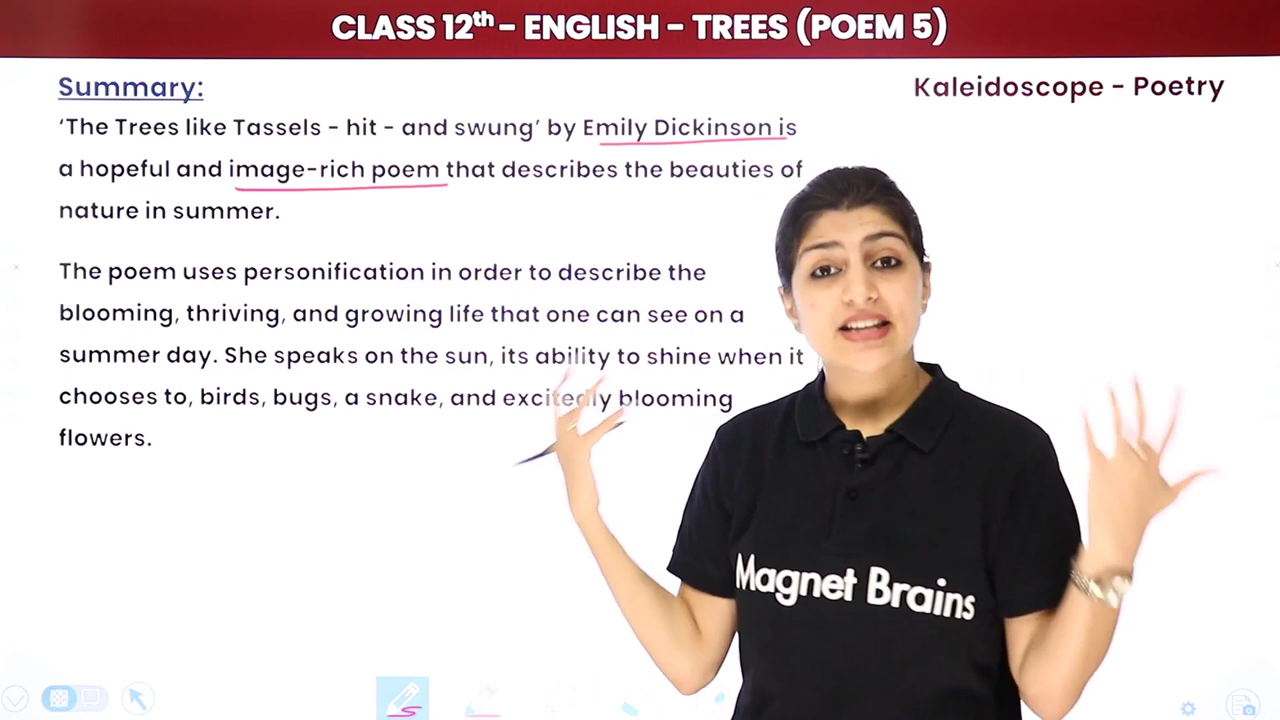 CLASS 12th - ENGLISH - TREES (POEM 5)
Summary:
Kaleidoscope - Poetry
‘The Trees like Tassels - hit - and swung’ by Emily Dickinson is
a hopeful and image-rich poem that describes the beauties of
nature in summer.
The poem uses personification in order to describe the
blooming, thriving, and growing life that one can see on a
summer day. She speaks on the sun, its ability to shine when it
chooses to, birds, bugs, a snake, and excitedly blooming
flowers.
Magnet Brains